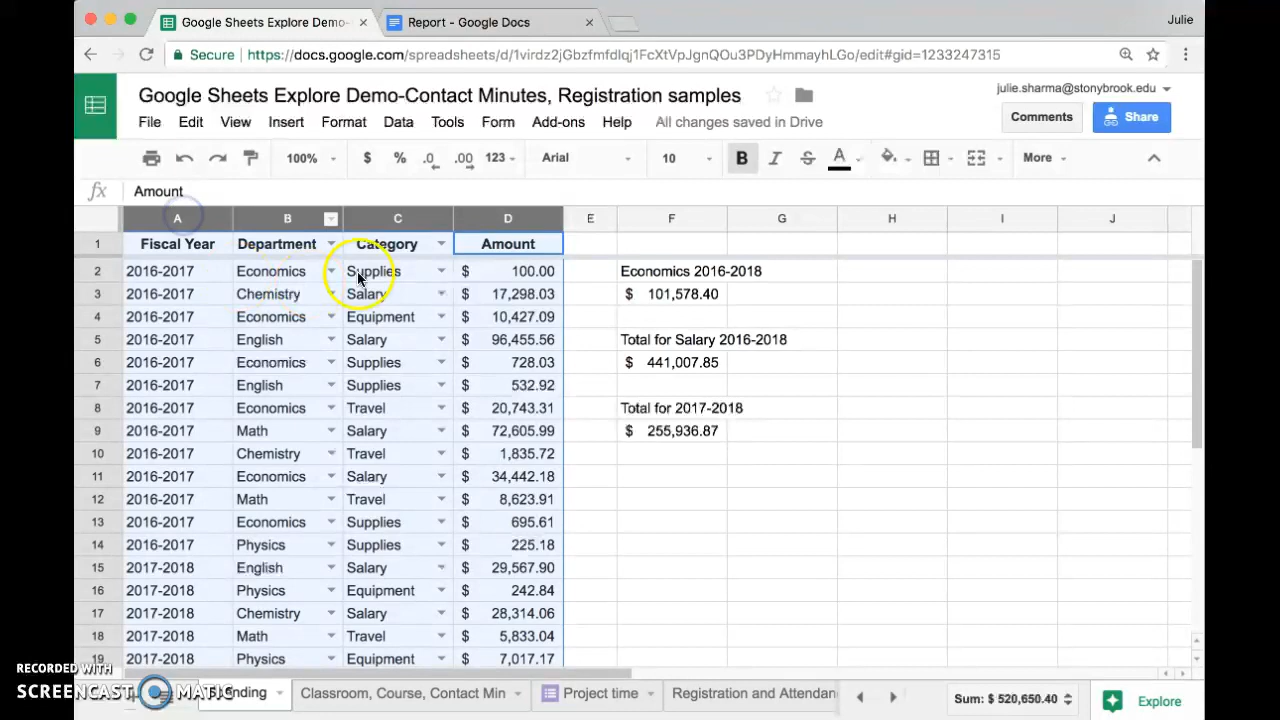 Google Sheets Explore Demo- Report - Google Docs Julie
Secure https://docs.google.com/spreadsheets/d/1virdz2jGbzfmfdlqj1FcXtVpJgnQOu3PDyHmmayhLGo/edit#gid=1233247315
Google Sheets Explore Demo-Contact Minutes, Registration samples julie.sharma@stonybrook.edu
File Edit View Insert Format Data Tools Form Add-ons Help All changes saved in Drive Comments Share
100% $ % .0 .00 123 Arial 10 B I S A More
fx Amount
A B C D E F G H I J
1 Fiscal Year Department Category Amount
2 2016-2017 Economics Supplies $ 100.00 Economics 2016-2018
3 2016-2017 Chemistry Salary $ 17,298.03 $ 101,578.40
4 2016-2017 Economics Equipment $ 10,427.09
5 2016-2017 English Salary $ 96,455.56 Total for Salary 2016-2018
6 2016-2017 Economics Supplies $ 728.03 $ 441,007.85
7 2016-2017 English Supplies $ 532.92
8 2016-2017 Economics Travel $ 20,743.31 Total for 2017-2018
9 2016-2017 Math Salary $ 72,605.99 $ 255,936.87
10 2016-2017 Chemistry Travel $ 1,835.72
11 2016-2017 Economics Salary $ 34,442.18
12 2016-2017 Math Travel $ 8,623.91
13 2016-2017 Economics Supplies $ 695.61
14 2016-2017 Physics Supplies $ 225.18
15 2017-2018 English Salary $ 29,567.90
16 2017-2018 Physics Equipment $ 242.84
17 2017-2018 Chemistry Salary $ 28,314.06
18 2017-2018 Math Travel $ 5,833.04
19 2017-2018 Physics Equipment $ 7,017.17
RECORDED WITH
SCREENCAST MATIC
Classroom, Course, Contact Min Project time Registration and Attendan Sum: $ 520,650.40 Explore